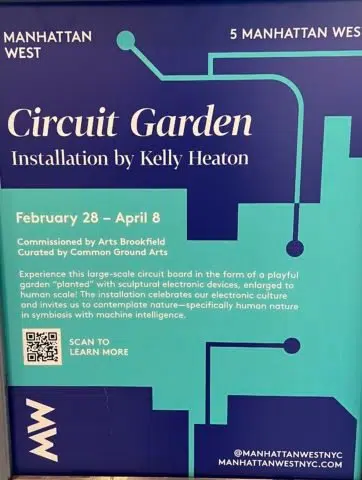 MANHATTAN
WEST
5 MANHATTAN WES
Circuit Garden
Installation by Kelly Heaton
February 28 – April 8
Commissioned by Arts Brookfield
Curated by Common Ground Arts
Experience this large-scale circuit board in the form of a playful
garden “planted” with sculptural electronic devices, enlarged to
human scale! The installation celebrates our electronic culture
and invites us to contemplate nature—specifically human nature
in symbiosis with machine intelligence.
SCAN TO
LEARN MORE
MW
@MANHATTANWESTNYC
MANHATTANWESTNYC.COM